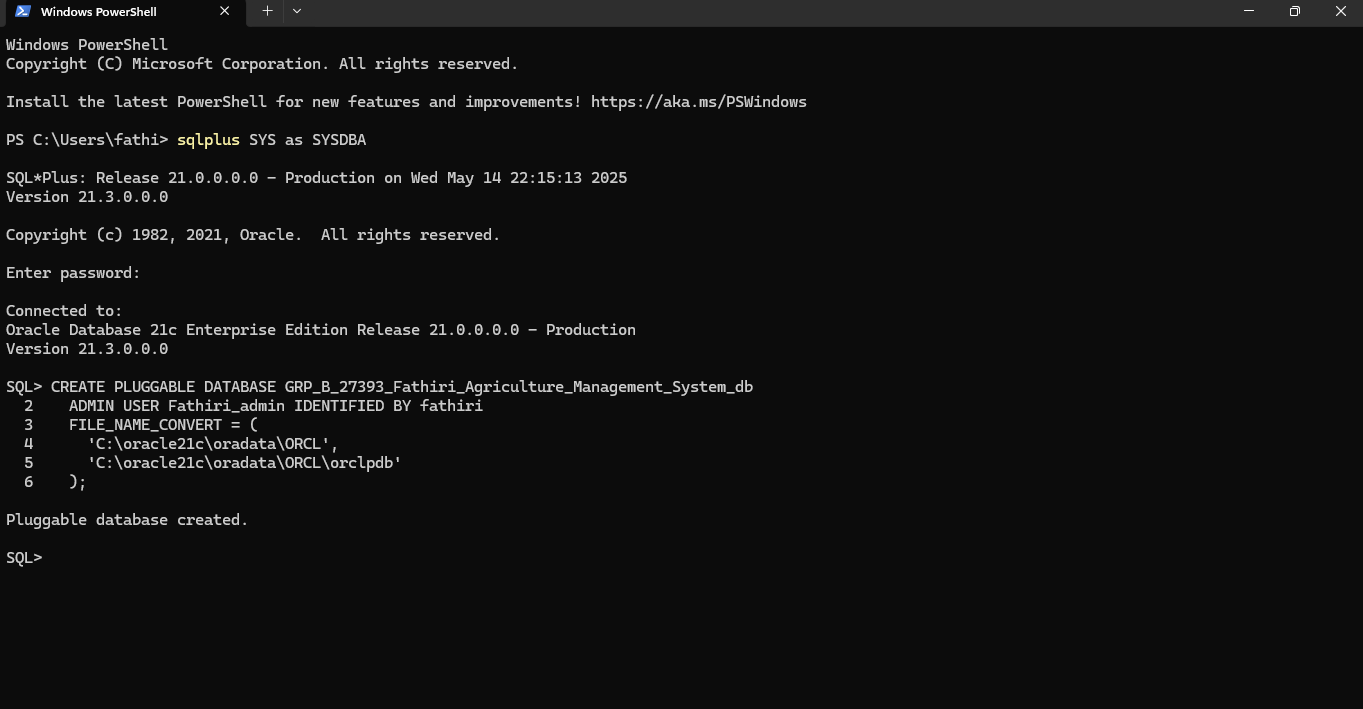 Windows PowerShell
Windows PowerShell
Copyright (C) Microsoft Corporation. All rights reserved.
Install the latest PowerShell for new features and improvements! https://aka.ms/PSWindows
PS C:\Users\fathi> sqlplus SYS as SYSDBA
SQL*Plus: Release 21.0.0.0.0 - Production on Wed May 14 22:15:13 2025
Version 21.3.0.0.0
Copyright (c) 1982, 2021, Oracle.  All rights reserved.
Enter password:
Connected to:
Oracle Database 21c Enterprise Edition Release 21.0.0.0.0 - Production
Version 21.3.0.0.0
SQL> CREATE PLUGGABLE DATABASE GRP_B_27393_Fathiri_Agriculture_Management_System_db
  2    ADMIN USER Fathiri_admin IDENTIFIED BY fathiri
  3    FILE_NAME_CONVERT = (
  4      'C:\oracle21c\oradata\ORCL',
  5      'C:\oracle21c\oradata\ORCL\orclpdb'
  6    );
Pluggable database created.
SQL>